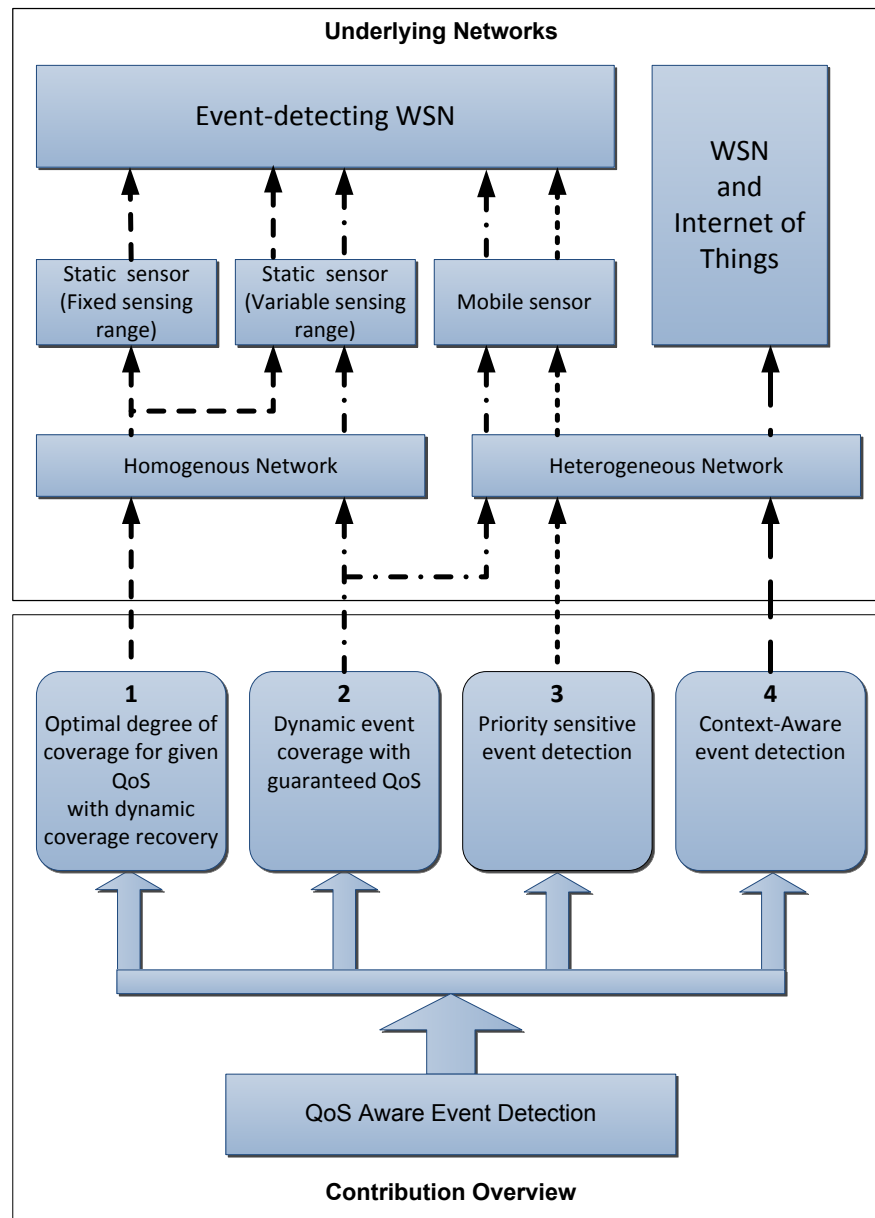 Underlying Networks
Event-detecting WSN
WSN
and
Internet of
Things
Static sensor
(Fixed sensing
range)
Static sensor
(Variable sensing
range)
Mobile sensor
Homogenous Network
Heterogeneous Network
1
Optimal degree of
coverage for given
QoS
with dynamic
coverage recovery
2
Dynamic event
coverage with
guaranteed QoS
3
Priority sensitive
event detection
4
Context-Aware
event detection
QoS Aware Event Detection
Contribution Overview